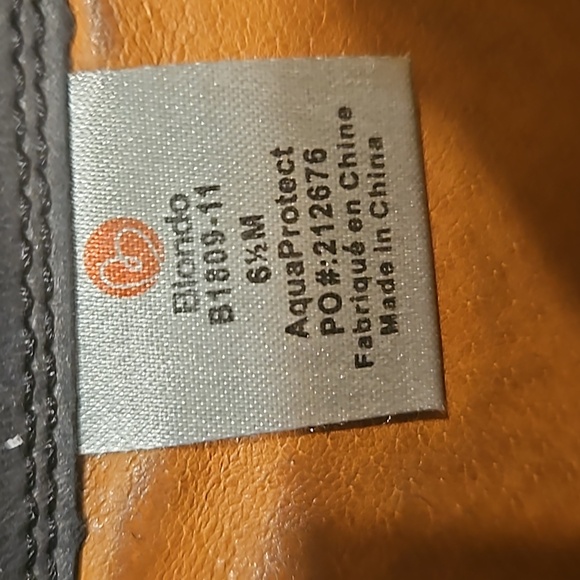 Blondo
B1809-11
6½M
AquaProtect
PO#:212676
Fabriqué en Chine
Made in China